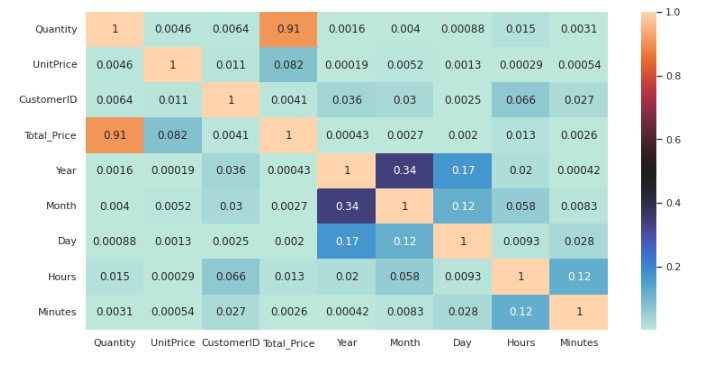 Quantity 1 0.0046 0.0064 0.91 0.0016 0.004 0.00088 0.015 0.0031
UnitPrice 0.0046 1 0.011 0.082 0.00019 0.0052 0.0013 0.00029 0.00054
CustomerID 0.0064 0.011 1 0.0041 0.036 0.03 0.0025 0.066 0.027
Total_Price 0.91 0.082 0.0041 1 0.00043 0.0027 0.002 0.013 0.0026
Year 0.0016 0.00019 0.036 0.00043 1 0.34 0.17 0.02 0.00042
Month 0.004 0.0052 0.03 0.0027 0.34 1 0.12 0.058 0.0083
Day 0.00088 0.0013 0.0025 0.002 0.17 0.12 1 0.0093 0.028
Hours 0.015 0.00029 0.066 0.013 0.02 0.058 0.0093 1 0.12
Minutes 0.0031 0.00054 0.027 0.0026 0.00042 0.0083 0.028 0.12 1
Quantity UnitPrice CustomerID Total_Price Year Month Day Hours Minutes
1.0
0.8
0.6
0.4
0.2